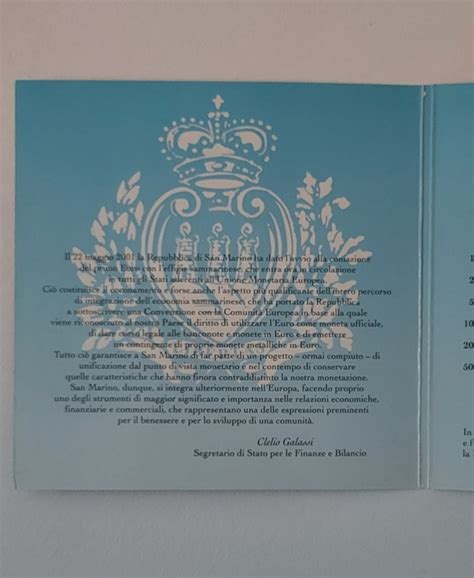 Il 22 maggio 2001 la Repubblica di San Marino ha dato l'avvio alla coniazione
del primo Euro con l'effigie sammarinese, che entra ora in circolazione
in tutti gli Stati aderenti all'Unione Monetaria Europea.
Ciò costituisce il coronamento e forse anche l'aspetto più qualificante dell'intero percorso
di integrazione dell'economia sammarinese, che ha portato la Repubblica
a sottoscrivere una Convenzione con la Comunità Europea in base alla quale
viene riconosciuto al nostro Paese il diritto di utilizzare l'Euro come moneta ufficiale,
di dare corso legale alle banconote e monete in Euro e di emettere
un contingente di proprie monete metalliche in Euro.
Tutto ciò garantisce a San Marino di far parte di un progetto – ormai compiuto – di
unificazione dal punto di vista monetario e nel contempo di conservare
quelle caratteristiche che hanno finora contraddistinto la nostra monetazione.
San Marino, dunque, si integra ulteriormente nell'Europa, facendo proprio
uno degli strumenti di maggior significato e importanza nelle relazioni economiche,
finanziarie e commerciali, che rappresentano una delle espressioni preminenti
per il benessere e per lo sviluppo di una comunità.
Clelio Galassi
Segretario di Stato per le Finanze e Bilancio
In
e f
la